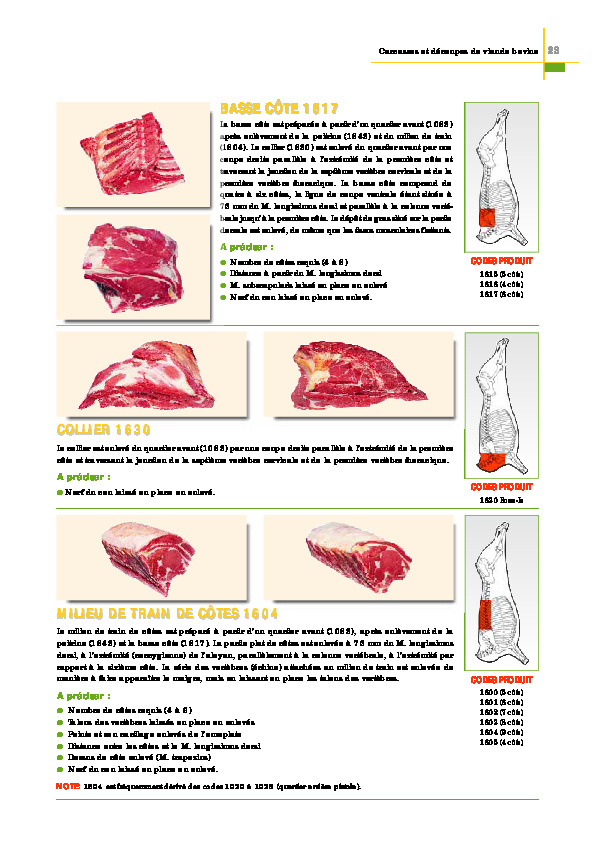 Carcasses et découpes de viande bovine 23
BASSE CÔTE 1617
La basse côte est préparée à partir d'un quartier avant (1063)
après enlèvement de la poitrine (1643) et du milieu de train
(1604). Le collier (1630) est enlevé du quartier avant par une
coupe droite parallèle à l'extrémité de la première côte et
traversant la jonction de la septième vertèbre cervicale et de la
première vertèbre thoracique. La basse côte comprend de
quatre à six côtes, la ligne de coupe ventrale étant située à
75 mm du M. longissimus dorsi et parallèle à la colonne verté-
brale jusqu'à la première côte. Le dépôt de gras situé sur la partie
dorsale est enlevé, de même que les tissus musculaires flottants.
A préciser :
Nombre de côtes requis (4 à 6)
Distance à partir du M. longissimus dorsi
M. subscapularis laissé en place ou enlevé
Nerf du cou laissé en place ou enlevé.
CODES PRODUIT
1615 (5 côtes)
1616 (4 côtes)
1617 (6 côtes)
COLLIER 1630
Le collier est enlevé du quartier avant (1063) par une coupe droite parallèle à l'extrémité de la première
côte et traversant la jonction de la septième vertèbre cervicale et de la première vertèbre thoracique.
A préciser :
Nerf du cou laissé en place ou enlevé.
CODES PRODUIT
MILIEU DE TRAIN DE CÔTES 1604
Le milieu de train de côtes est préparé à partir d'un quartier avant (1063), après enlèvement de la
poitrine (1643) et la basse côte (1617). La partie plat de côtes est enlevée à 75 mm du M. longissimus
dorsi, à l'extrémité (coccygienne) de l'aloyau, parallèlement à la colonne vertébrale, à l'extrémité par
rapport à la sixième côte. La série des vertèbres (échine) attachées au milieu de train est enlevée de
manière à faire apparaître le maigre, mais en laissant en place les talons des vertèbres.
A préciser :
Nombre de côtes requis (4 à 9)
Talons des vertèbres laissés en place ou enlevés
Pointe et son cartilage enlevés de l'omoplate
Distance entre les côtes et le M. longissimus dorsi
Dessus de côte enlevé (M. trapezius)
Nerf du cou laissé en place ou enlevé.
NOTE: 1604 est fréquemment dérivé des codes 1020 à 1028 (quartier arrière pistola).
CODES PRODUIT
1600 (5 côtes)
1601 (6 côtes)
1602 (7 côtes)
1603 (8 côtes)
1604 (9 côtes)
1605 (4 côtes)